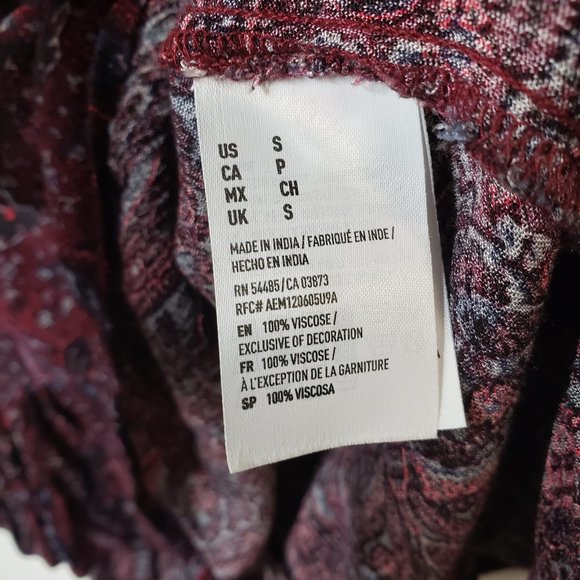 US S
CA P
MX CH
UK S
MADE IN INDIA / FABRIQUÉ EN INDE /
HECHO EN INDIA
RN 54485 / CA 03873
RFC# AEM120605U9A
EN 100% VISCOSE /
EXCLUSIVE OF DECORATION
FR 100% VISCOSE /
À L'EXCEPTION DE LA GARNITURE
SP 100% VISCOSA